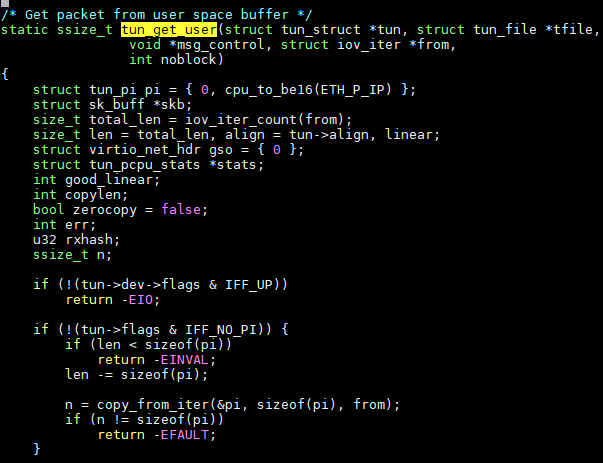 /* Get packet from user space buffer */
static ssize_t tun_get_user(struct tun_struct *tun, struct tun_file *tfile,
                void *msg_control, struct iov_iter *from,
                int noblock)
{
    struct tun_pi pi = { 0, cpu_to_be16(ETH_P_IP) };
    struct sk_buff *skb;
    size_t total_len = iov_iter_count(from);
    size_t len = total_len, align = tun->align, linear;
    struct virtio_net_hdr gso = { 0 };
    struct tun_pcpu_stats *stats;
    int good_linear;
    int copylen;
    bool zerocopy = false;
    int err;
    u32 rxhash;
    ssize_t n;

    if (!(tun->dev->flags & IFF_UP))
        return -EIO;

    if (!(tun->flags & IFF_NO_PI)) {
        if (len < sizeof(pi))
            return -EINVAL;
        len -= sizeof(pi);

        n = copy_from_iter(&pi, sizeof(pi), from);
        if (n != sizeof(pi))
            return -EFAULT;
    }